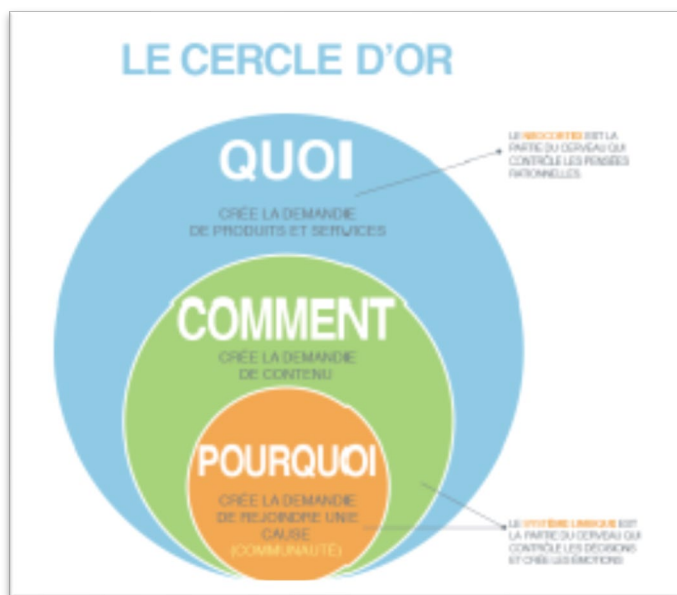 LE CERCLE D'OR
QUOI
CRÉE LA DEMANDE
DE PRODUITS ET SERVICES
LE NEOCORTEX EST LA
PARTIE DU CERVEAU QUI
CONTRÔLE LES PENSÉES
RATIONNELLES
COMMENT
CRÉE LA DEMANDE
DE CONTENU
POURQUOI
CRÉE LA DEMANDE
DE REJOINDRE UNE
CAUSE
(COMMUNAUTÉ)
LE SYSTÈME LIMBIQUE EST
LA PARTIE DU CERVEAU QUI
CONTRÔLE LES DÉCISIONS
ET CRÉE LES ÉMOTIONS